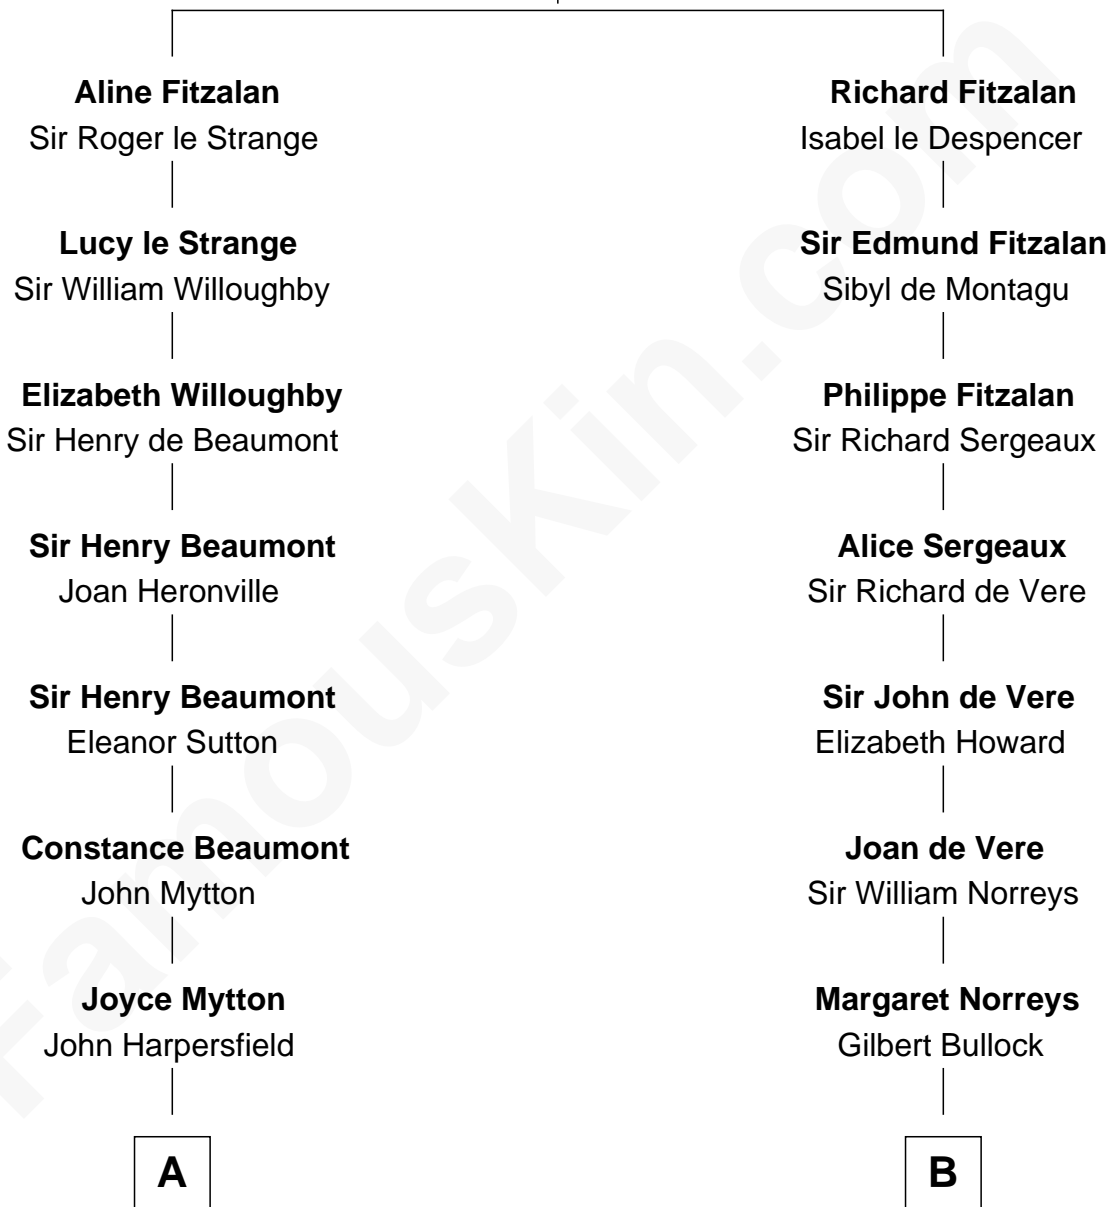 Aline Fitzalan
Sir Roger le Strange
Lucy le Strange
Sir William Willoughby
Elizabeth Willoughby
Sir Henry de Beaumont
Sir Henry Beaumont
Joan Heronville
Sir Henry Beaumont
Eleanor Sutton
Constance Beaumont
John Mytton
Joyce Mytton
John Harpersfield
A
Richard Fitzalan
Isabel le Despencer
Sir Edmund Fitzalan
Sibyl de Montagu
Philippe Fitzalan
Sir Richard Sergeaux
Alice Sergeaux
Sir Richard de Vere
Sir John de Vere
Elizabeth Howard
Joan de Vere
Sir William Norreys
Margaret Norreys
Gilbert Bullock
B
FamousKin.com